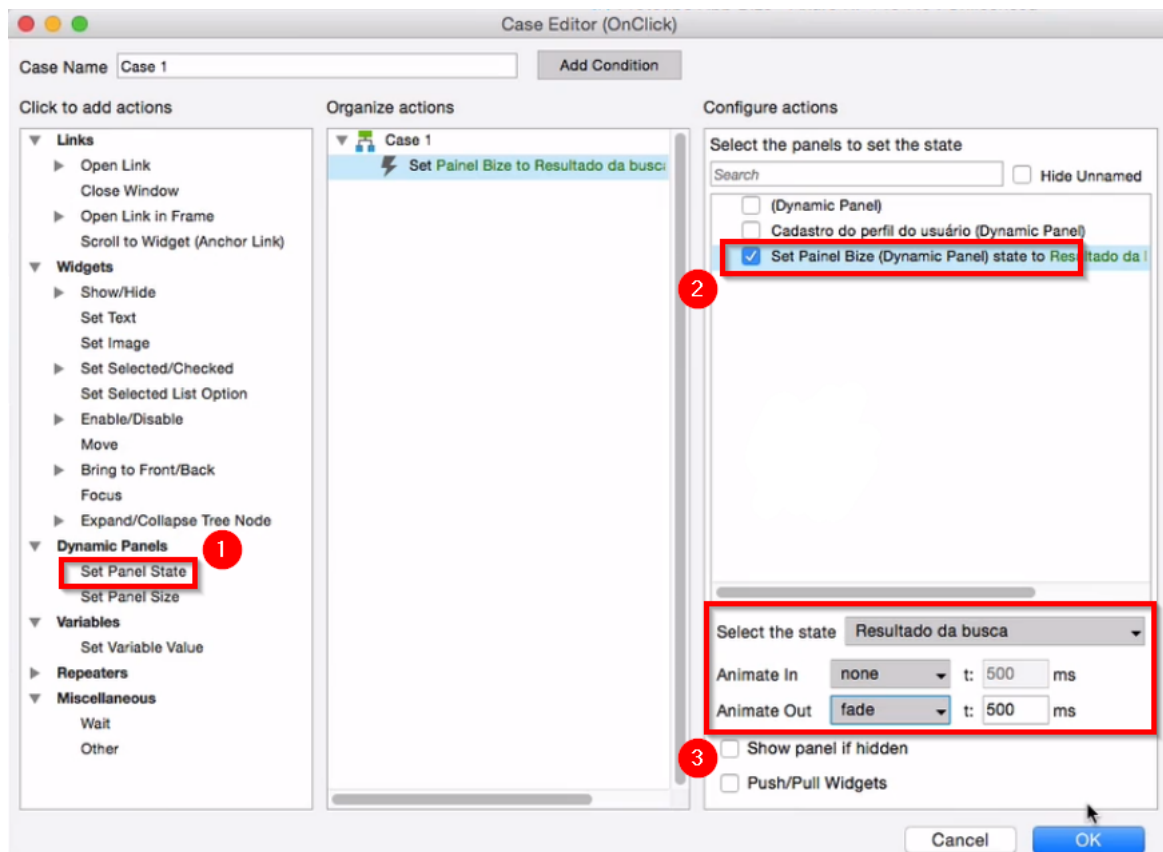 Case Editor (OnClick)
Case Name Case 1 Add Condition
Click to add actions
Links
Open Link
Close Window
Open Link in Frame
Scroll to Widget (Anchor Link)
Widgets
Show/Hide
Set Text
Set Image
Set Selected/Checked
Set Selected List Option
Enable/Disable
Move
Bring to Front/Back
Focus
Expand/Collapse Tree Node
Dynamic Panels
1
Set Panel State
Set Panel Size
Variables
Set Variable Value
Repeaters
Miscellaneous
Wait
Other
Organize actions
Case 1
Set Painel Bize to Resultado da busca
Configure actions
Select the panels to set the state
Search Hide Unnamed
(Dynamic Panel)
Cadastro do perfil do usuário (Dynamic Panel)
Set Painel Bize (Dynamic Panel) state to Resultado da
2
Select the state Resultado da busca
Animate In none t: 500 ms
Animate Out fade t: 500 ms
3
Show panel if hidden
Push/Pull Widgets
Cancel OK